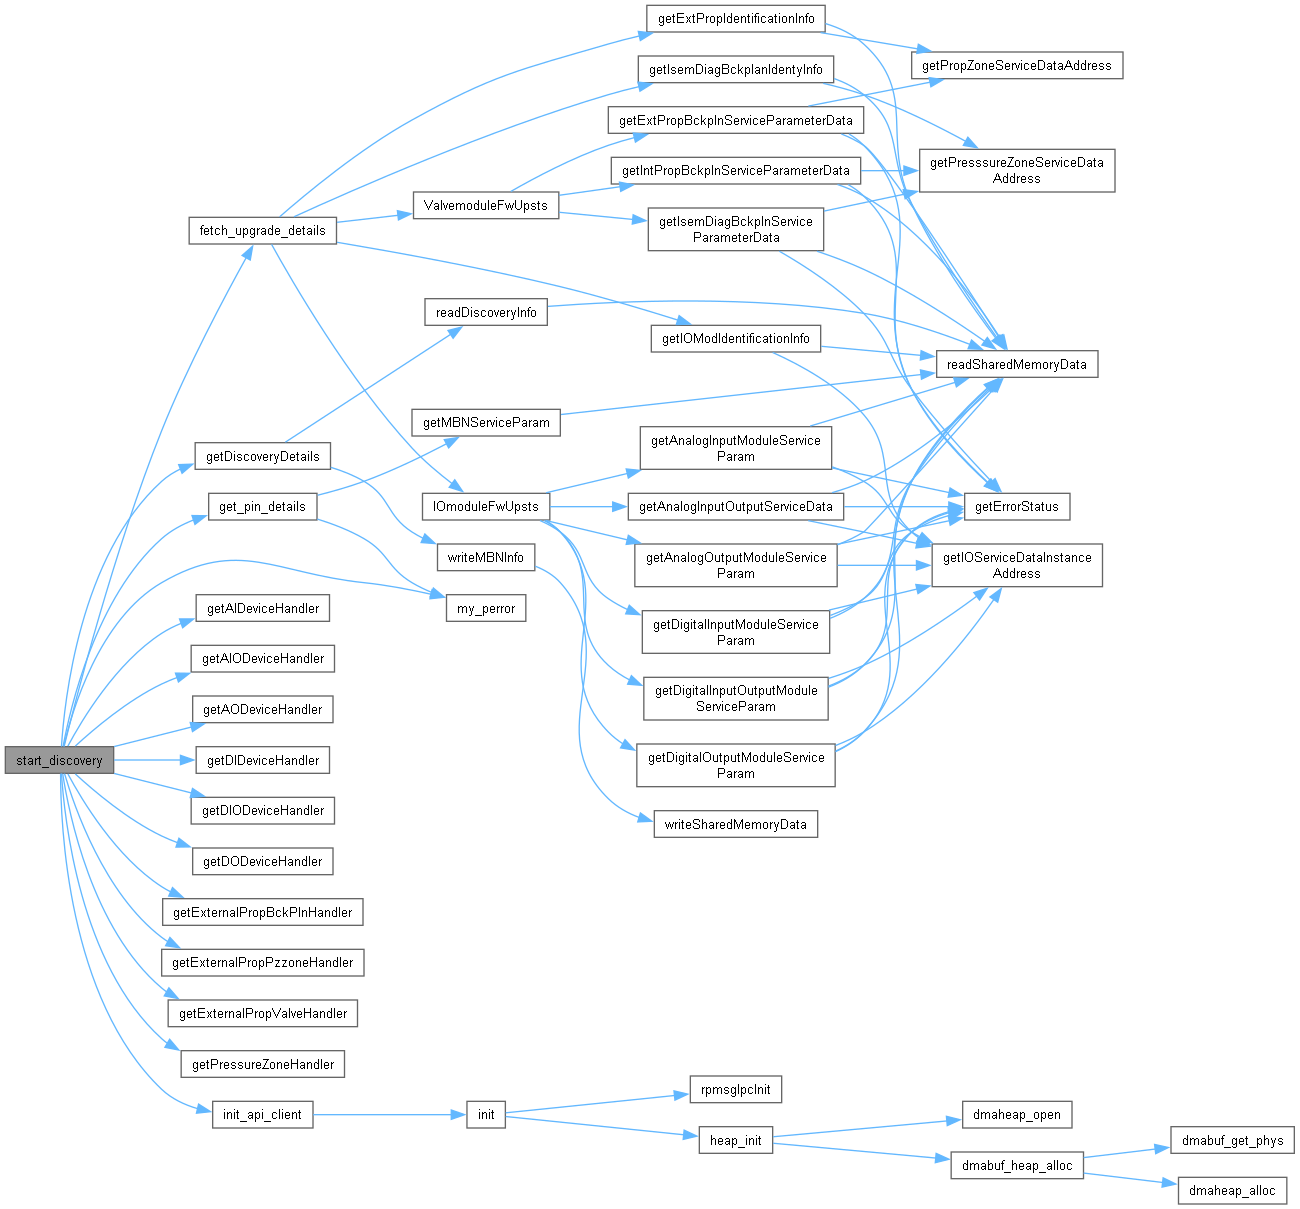 getExtPropIdentificationInfo
getPropZoneServiceDataAddress
getIsemDiagBckplanIdentyInfo
getExtPropBckplnServiceParameterData
getPresssureZoneServiceData
Address
getIntPropBckplnServiceParameterData
ValvemoduleFwUpsts
getIsemDiagBckplnService
ParameterData
fetch_upgrade_details
readDiscoveryInfo
getIOModIdentificationInfo
readSharedMemoryData
getMBNServiceParam
getAnalogInputModuleService
Param
getDiscoveryDetails
get_pin_details
IOmoduleFwUpsts
getAnalogInputOutputServiceData
getErrorStatus
writeMBNInfo
getAnalogOutputModuleService
Param
getIOServiceDataInstance
Address
getAIDeviceHandler
my_perror
getDigitalInputModuleService
Param
getAIODeviceHandler
getDigitalInputOutputModule
ServiceParam
getAODeviceHandler
start_discovery
getDIDeviceHandler
getDigitalOutputModuleService
Param
getDIODeviceHandler
writeSharedMemoryData
getDODeviceHandler
getExternalPropBckPlnHandler
getExternalPropPzzoneHandler
getExternalPropValveHandler
getPressureZoneHandler
rpmsgIpcInit
init_api_client
init
dmaheap_open
heap_init
dmabuf_get_phys
dmabuf_heap_alloc
dmaheap_alloc